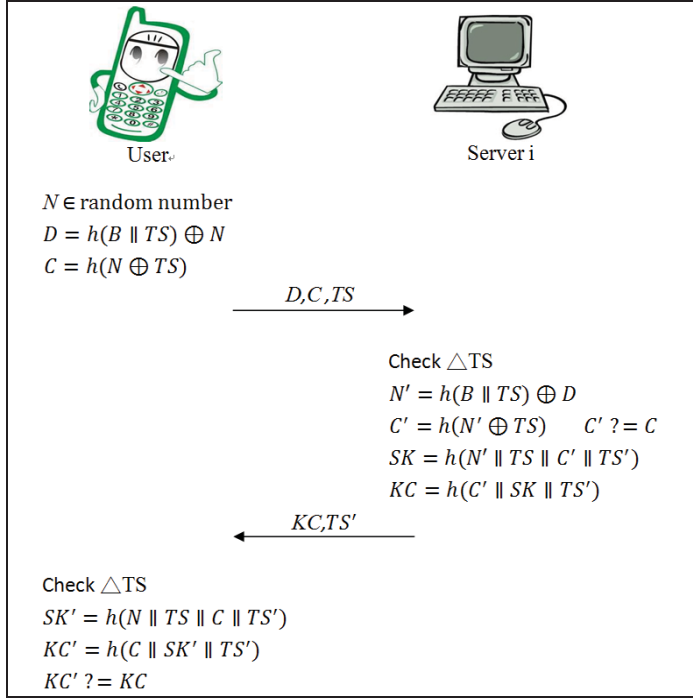 User
Server i
N ∈ random number
D = h(B ∥ TS) ⊕ N
C = h(N ⊕ TS)
D,C ,TS
Check △TS
N′ = h(B ∥ TS) ⊕ D
C′ = h(N′ ⊕ TS) C′ ?= C
SK = h(N′ ∥ TS ∥ C′ ∥ TS′)
KC = h(C′ ∥ SK ∥ TS′)
KC,TS′
Check △TS
SK′ = h(N ∥ TS ∥ C ∥ TS′)
KC′ = h(C ∥ SK′ ∥ TS′)
KC′ ?= KC